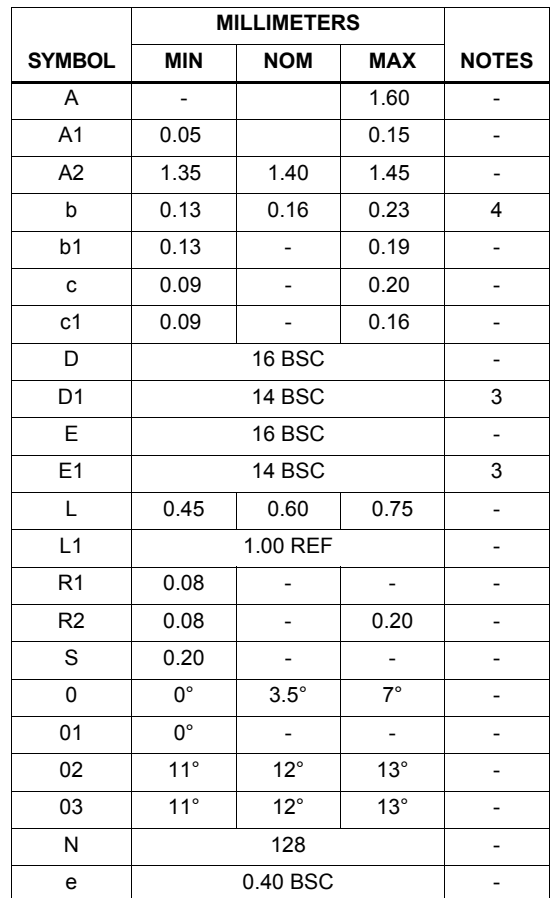 MILLIMETERS
SYMBOL MIN NOM MAX NOTES
A - 1.60 -
A1 0.05 0.15 -
A2 1.35 1.40 1.45 -
b 0.13 0.16 0.23 4
b1 0.13 - 0.19 -
c 0.09 - 0.20 -
c1 0.09 - 0.16 -
D 16 BSC -
D1 14 BSC 3
E 16 BSC -
E1 14 BSC 3
L 0.45 0.60 0.75 -
L1 1.00 REF -
R1 0.08 - - -
R2 0.08 - 0.20 -
S 0.20 - - -
0 0° 3.5° 7° -
01 0° - - -
02 11° 12° 13° -
03 11° 12° 13° -
N 128 -
e 0.40 BSC -